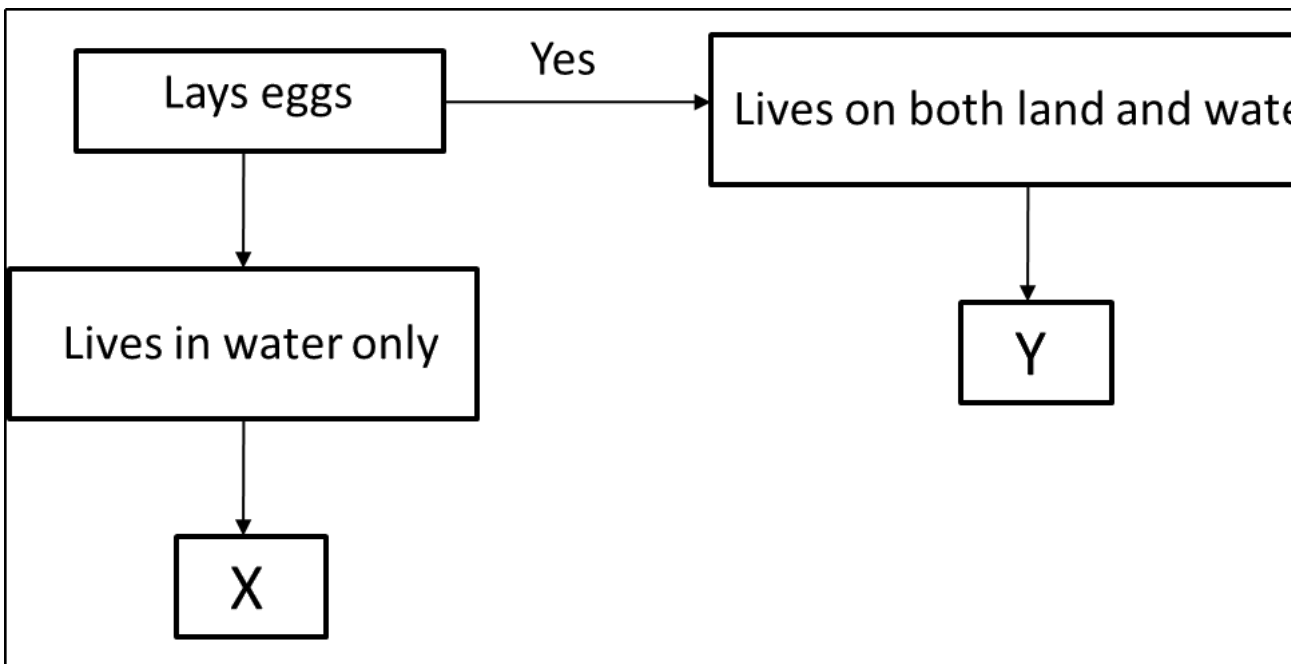 Lays eggs
Yes
Lives on both land and wate
Lives in water only
Y
X